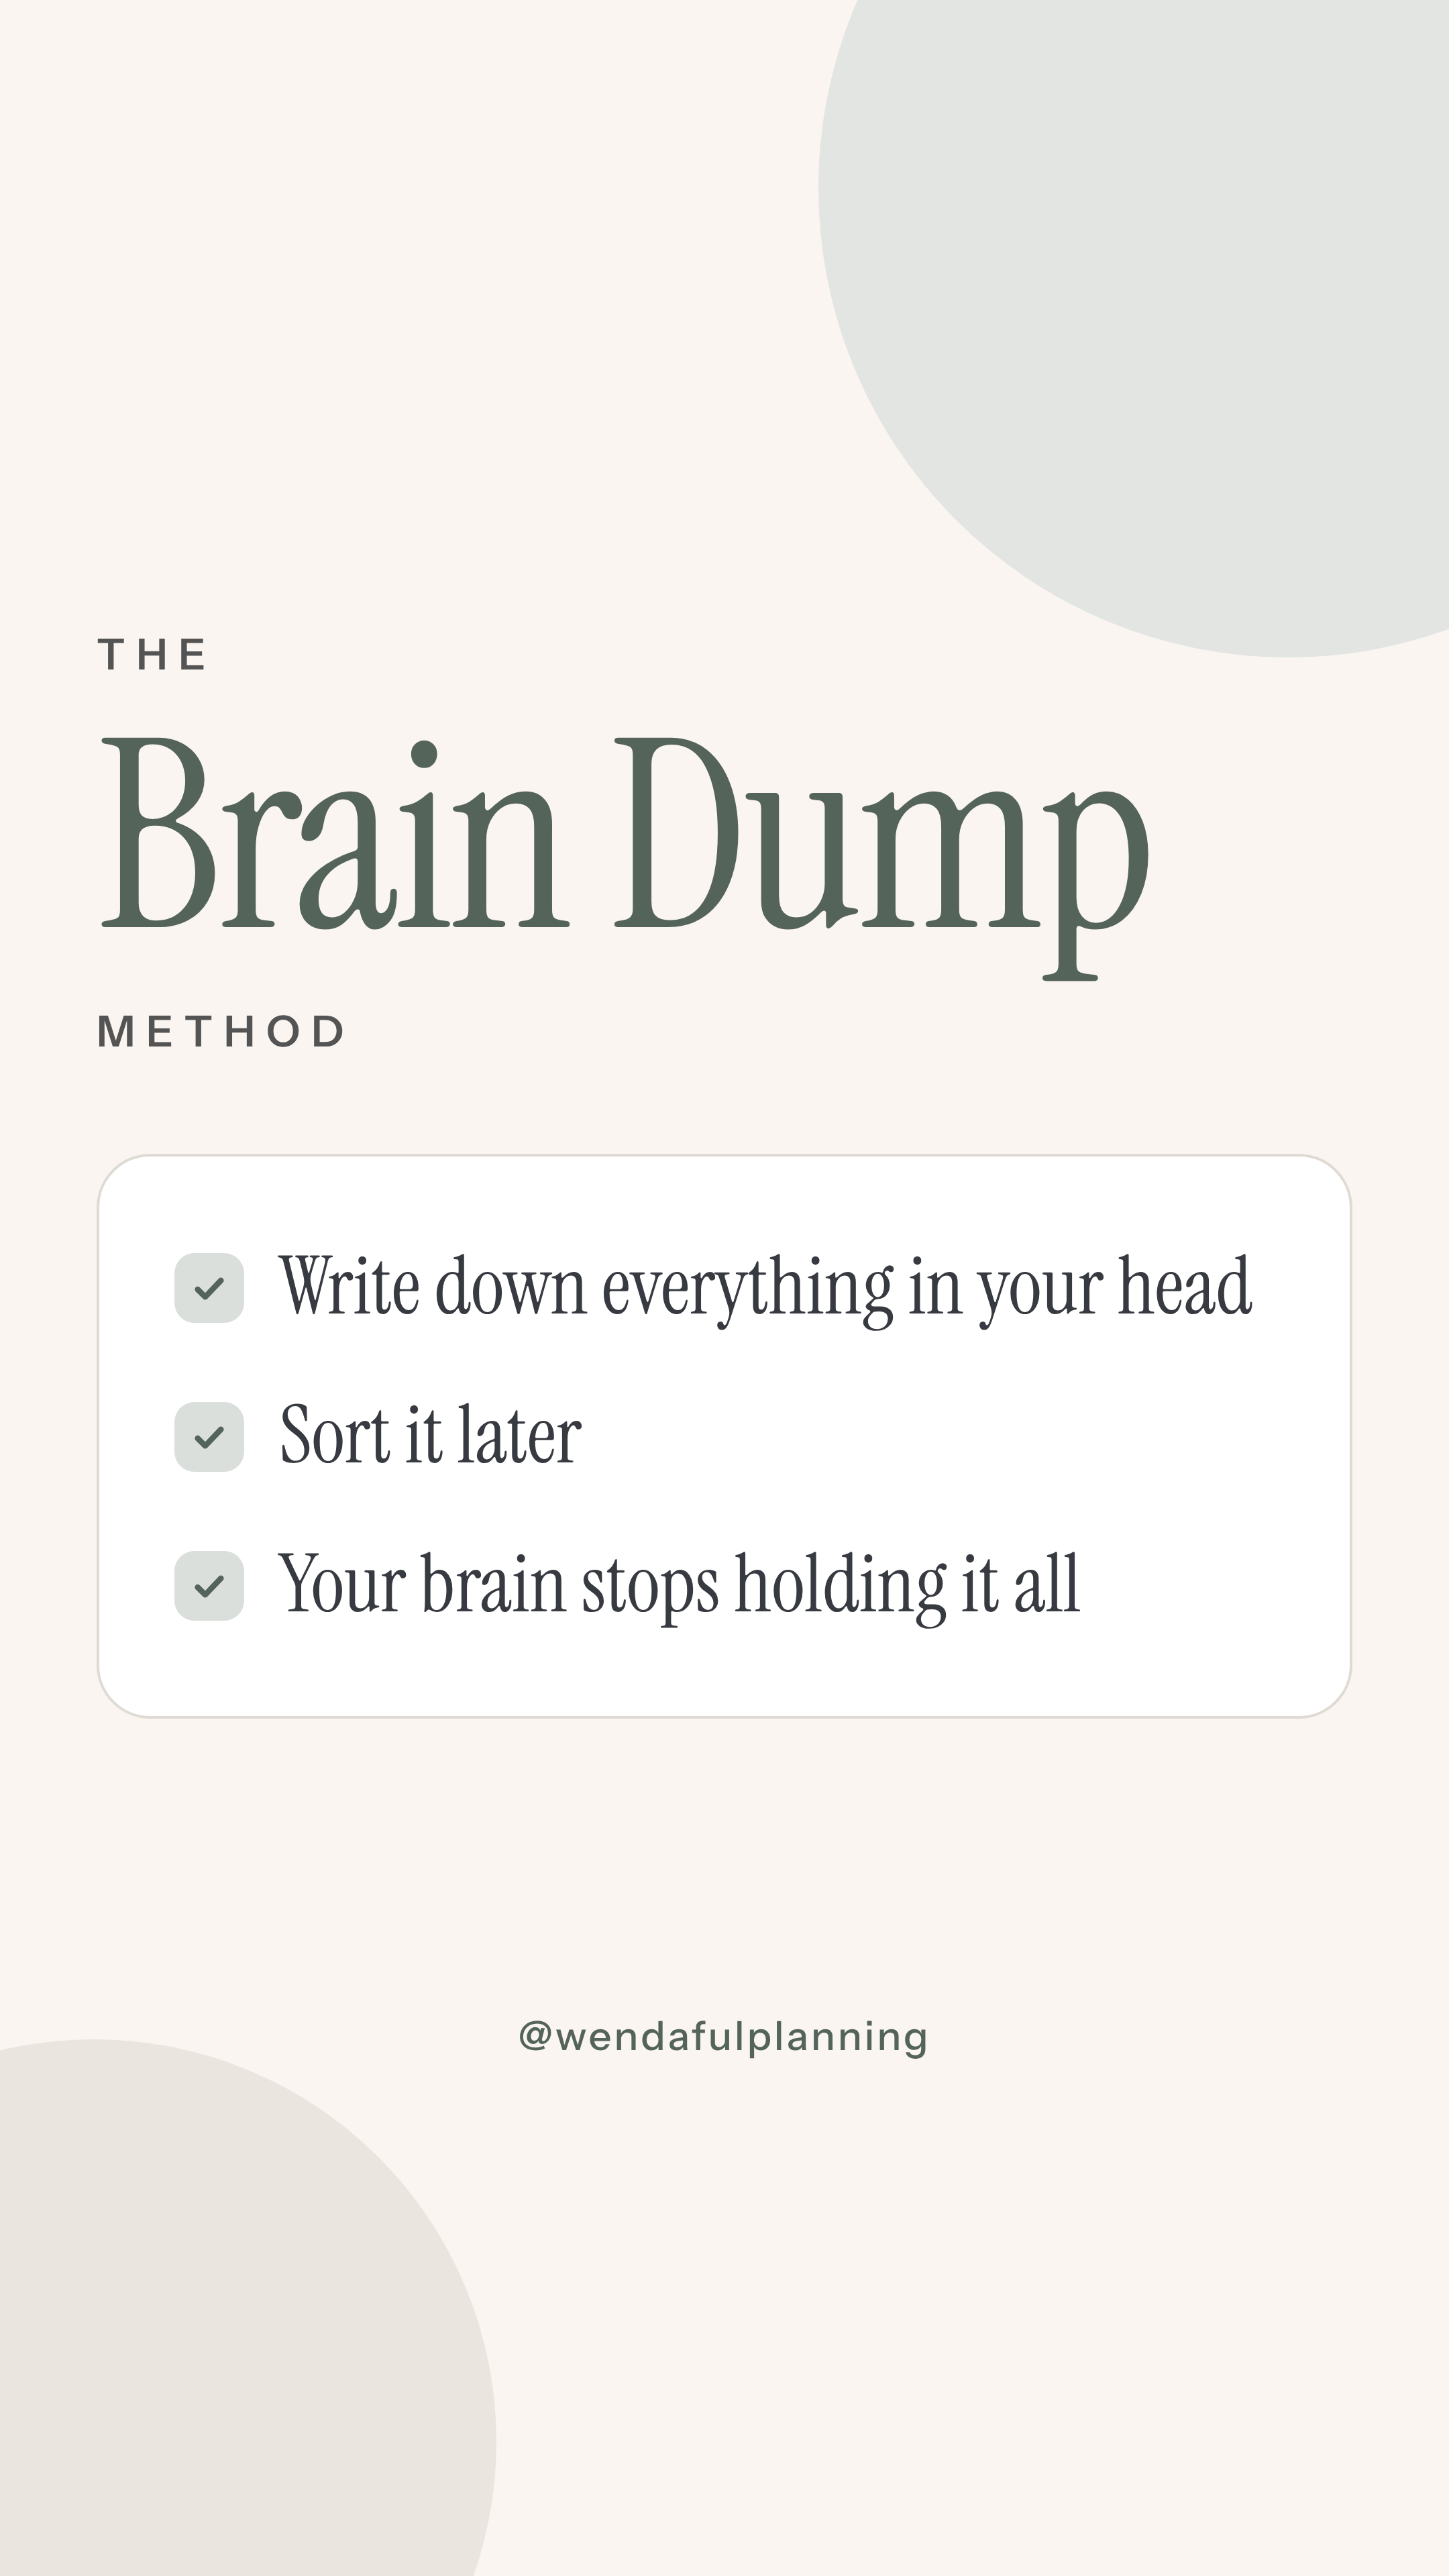 THE
Brain Dump
METHOD
Write down everything in your head
Sort it later
Your brain stops holding it all
@wendafulplanning